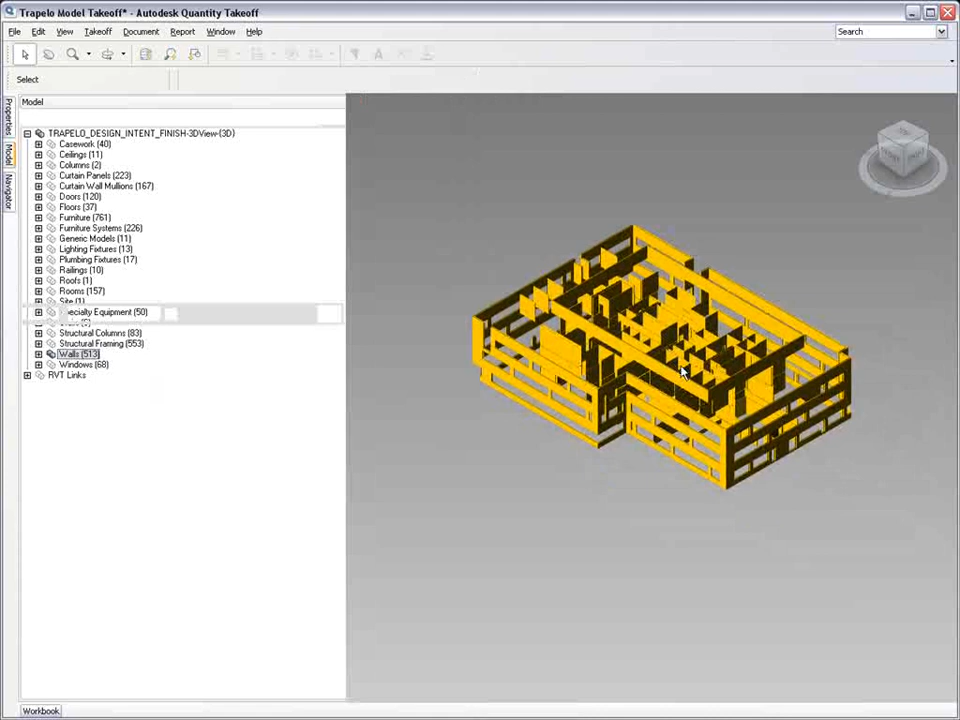 Trapelo Model Takeoff* - Autodesk Quantity Takeoff
File Edit View Takeoff Document Report Window Help
Search
Select
Properties
Model
Navigator
Model
TRAPELO_DESIGN_INTENT_FINISH-3DView-(3D)
Casework (40)
Ceilings (11)
Columns (2)
Curtain Panels (223)
Curtain Wall Mullions (167)
Doors (120)
Floors (37)
Furniture (761)
Furniture Systems (226)
Generic Models (11)
Lighting Fixtures (13)
Plumbing Fixtures (17)
Railings (10)
Roofs (1)
Rooms (157)
Site (1)
Equipment (50)
Structural Columns (83)
Structural Framing (553)
Walls (513)
Windows (68)
RVT Links
Workbook